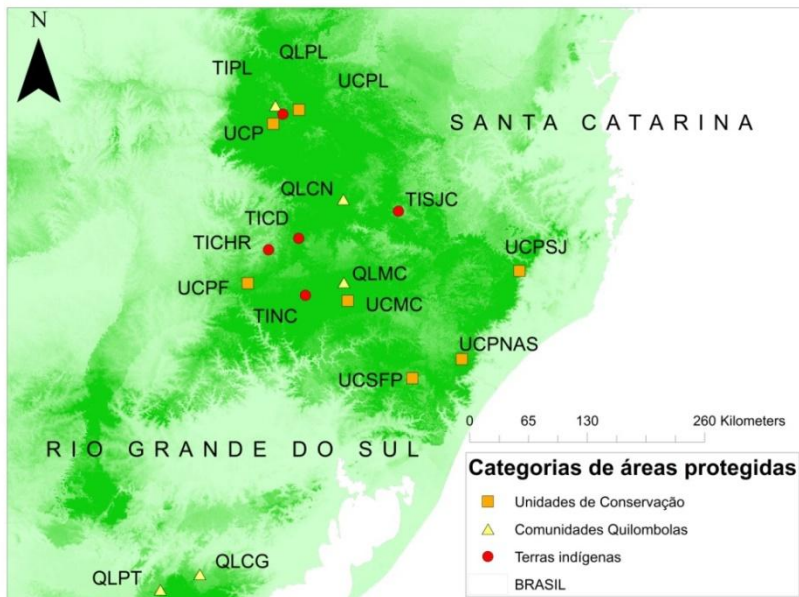 N
QLPL
TIPL
UCPL
UCP
SANTA CATARINA
QLCN
TISJC
TICD
TICHR
UCPSJ
QLMC
UCPF
UCMC
TINC
UCPNAS
UCSFP
0 65 130 260 Kilometers
RIO GRANDE DO SUL
Categorias de áreas protegidas
Unidades de Conservação
Comunidades Quilombolas
Terras indígenas
BRASIL
QLCG
QLPT